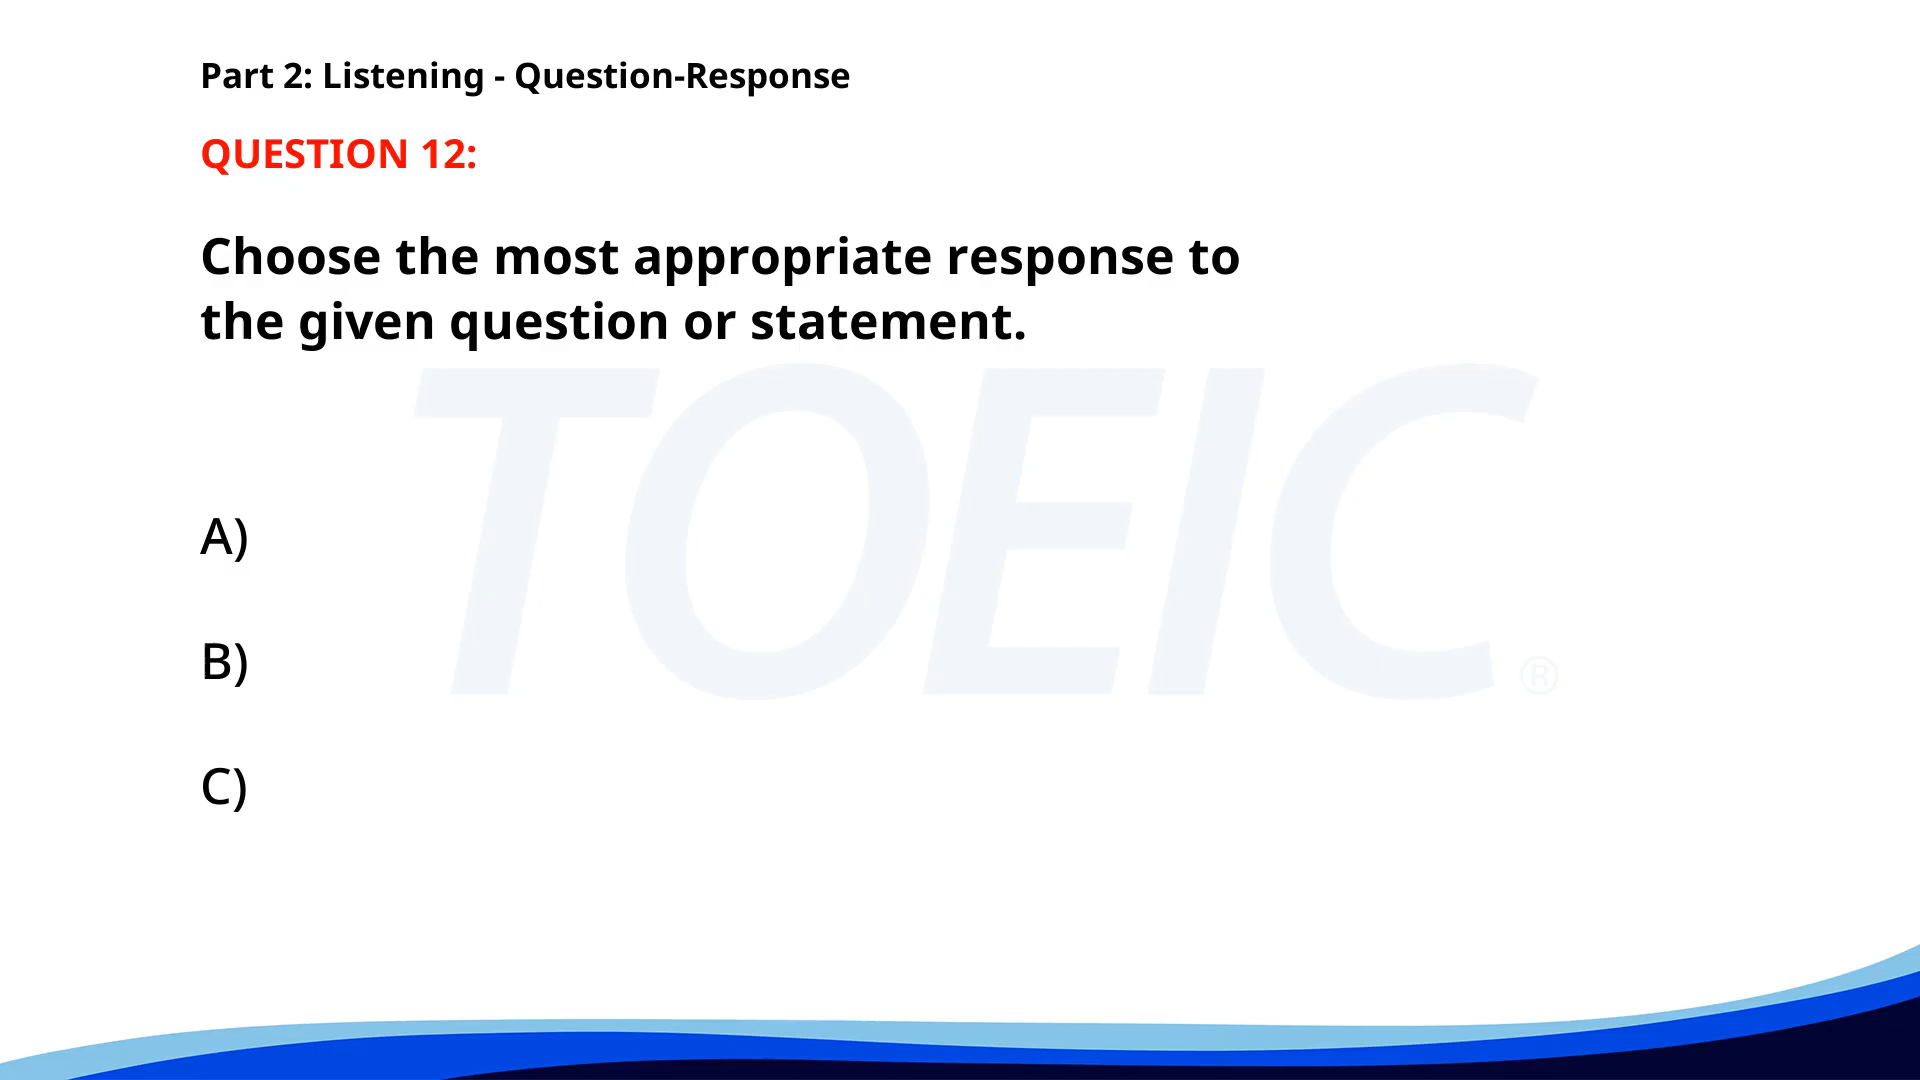 Part 2: Listening - Question-Response
QUESTION 12:
Choose the most appropriate response to
the given question or statement.
TOEIC®
A)
B)
C)